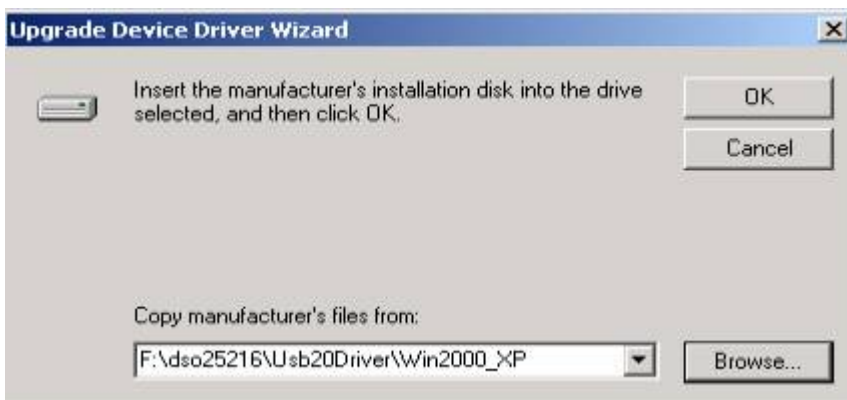 Upgrade Device Driver Wizard
Insert the manufacturer's installation disk into the drive
selected, and then click OK.
OK
Cancel
Copy manufacturer's files from:
F:\dso25216\Usb20Driver\Win2000_XP
Browse...